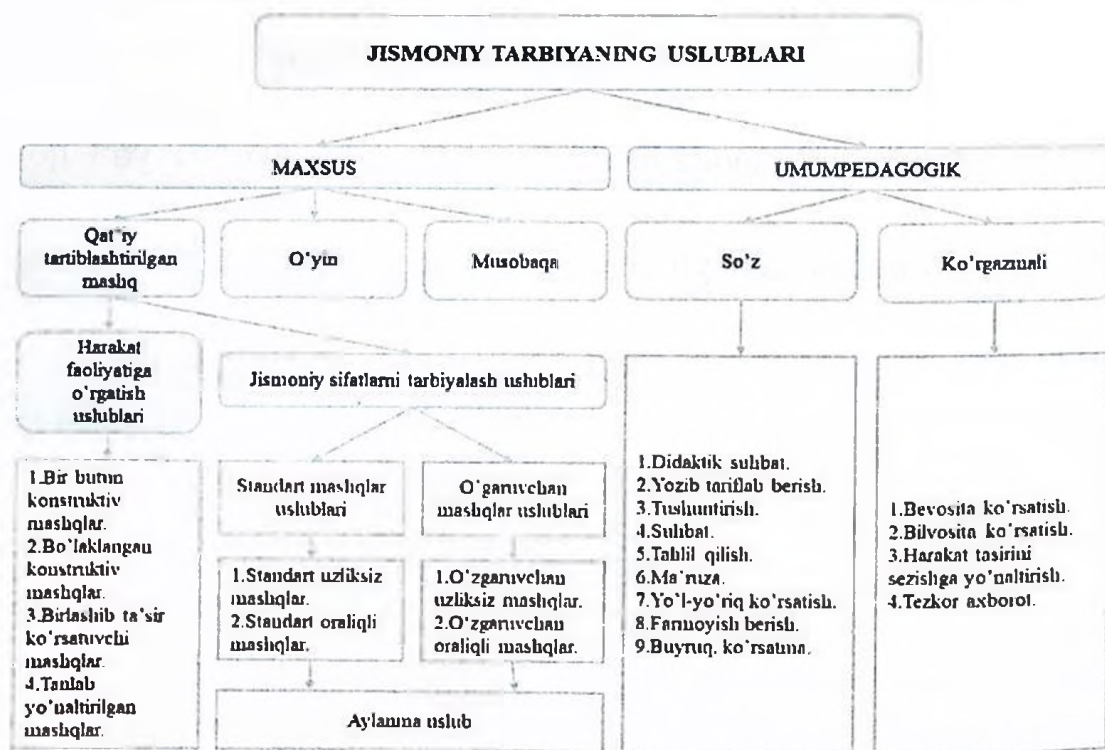 JISMONIY TARBIYANING USLUBLARI
MAXSUS
UMUMPEDAGOGIK
Qat'iy
tartiblashtirilgan
mashq
O'yin
Musobaqa
So'z
Ko'rgazmali
Harakat
faoliyatiga
o'rgatish
uslublari
Jismoniy sifatlarni tarbiyalash uslublari
1.Bir butun
konstruktiv
mashqlar.
2.Bo'laklangan
konstruktiv
mashqlar.
3.Birlashib ta'sir
ko'rsatuvchi
mashqlar.
4.Tanlab
yo'naltirilgan
mashqlar.
Standart mashqlar
uslublari
O'garuvchan
mashqlar uslublari
1.Standart uzliksiz
mashqlar.
2.Standart oraliqli
mashqlar.
1.O'zgaruvchan
uzliksiz mashqlar.
2.O'zgaruvchan
oraliqli mashqlar.
Aylanma uslub
1.Didaktik suhbat.
2.Yozib tariflab berish.
3.Tushuntirish.
4.Suhbat.
5.Tahlil qilish.
6.Ma'ruza.
7.Yo'l-yo'riq ko'rsatish.
8.Farmoyish berish.
9.Buyruq, ko'rsatma.
1.Bevosita ko'rsatish.
2.Bilvosita ko'rsatish.
3.Harakat tasirini
sezishga yo'naltirish.
4.Tezkor axborot.